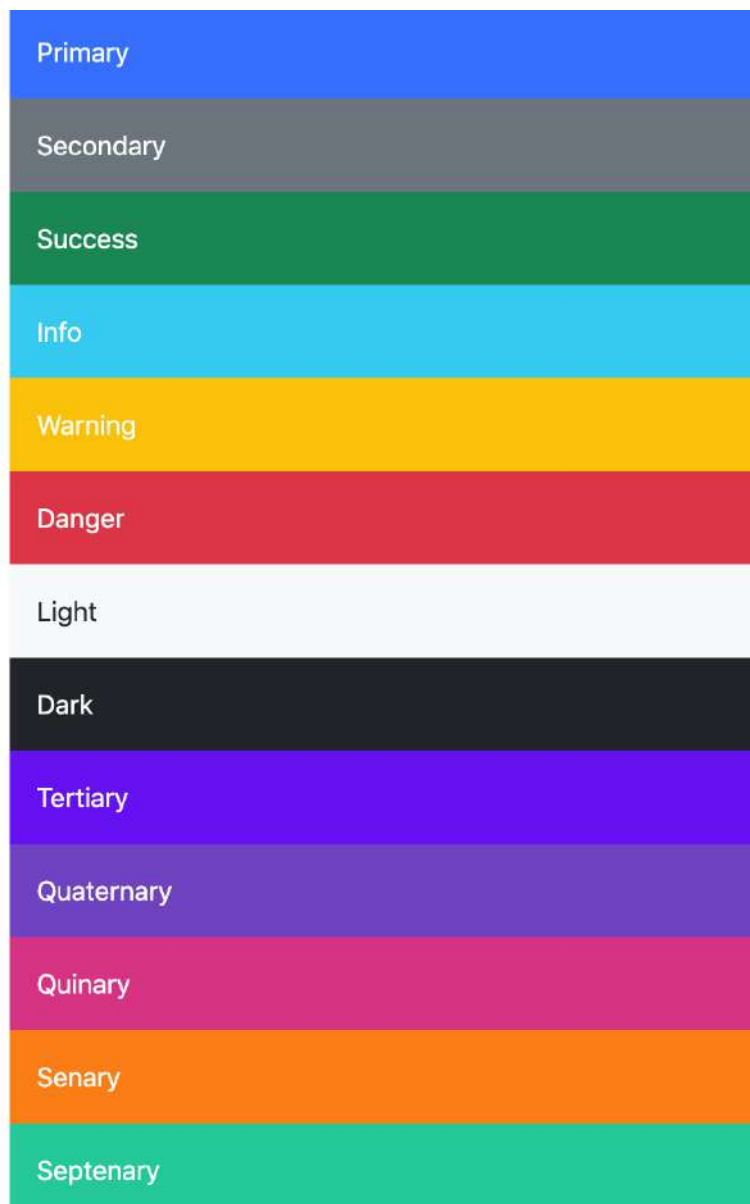 Primary
Secondary
Success
Info
Warning
Danger
Light
Dark
Tertiary
Quaternary
Quinary
Senary
Septenary